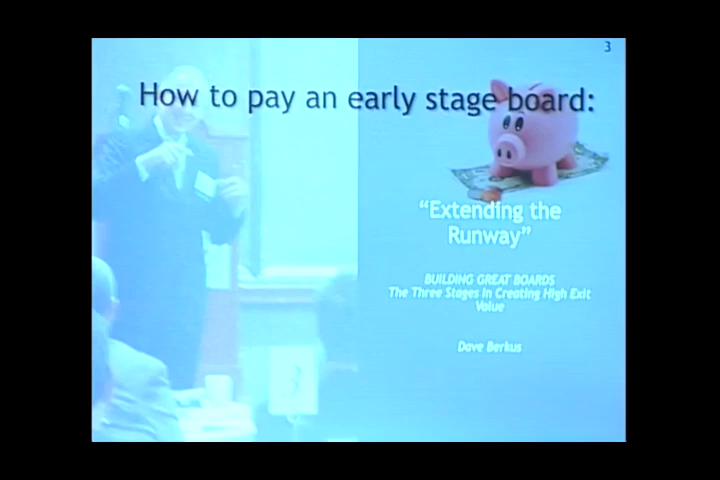 3
How to pay an early stage board:
“Extending the
Runway”
BUILDING GREAT BOARDS
The Three Stages In Creating High Exit
Value
Dave Berkus